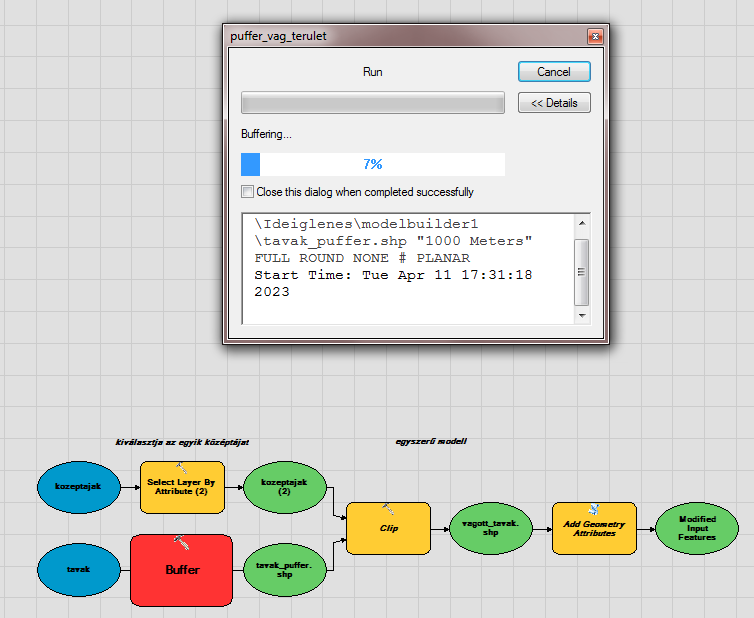 puffer_vag_terulet
Run
Cancel
<< Details
Buffering...
7%
Close this dialog when completed successfully
\Ideiglenes\modelbuilder1
\tavak_puffer.shp "1000 Meters"
FULL ROUND NONE # PLANAR
Start Time: Tue Apr 11 17:31:18
2023
kiválasztja az egyik középtájat
egyszerű modell
kozeptajak
Select Layer By
Attribute (2)
kozeptajak
(2)
Clip
vagott_tavak.
shp
Add Geometry
Attributes
Modified
Input
Features
tavak
Buffer
tavak_puffer.
shp